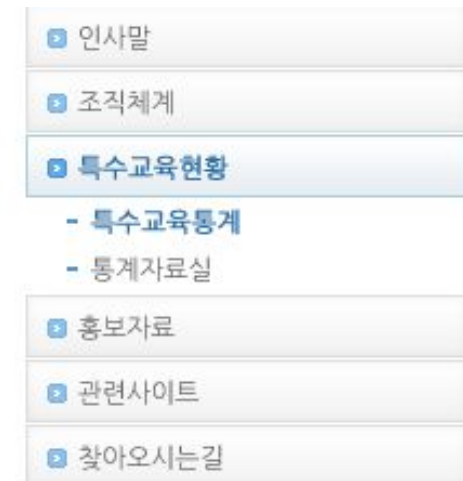 인사말
조직체계
특수교육현황
- 특수교육통계
- 통계자료실
홍보자료
관련사이트
찾아오시는길